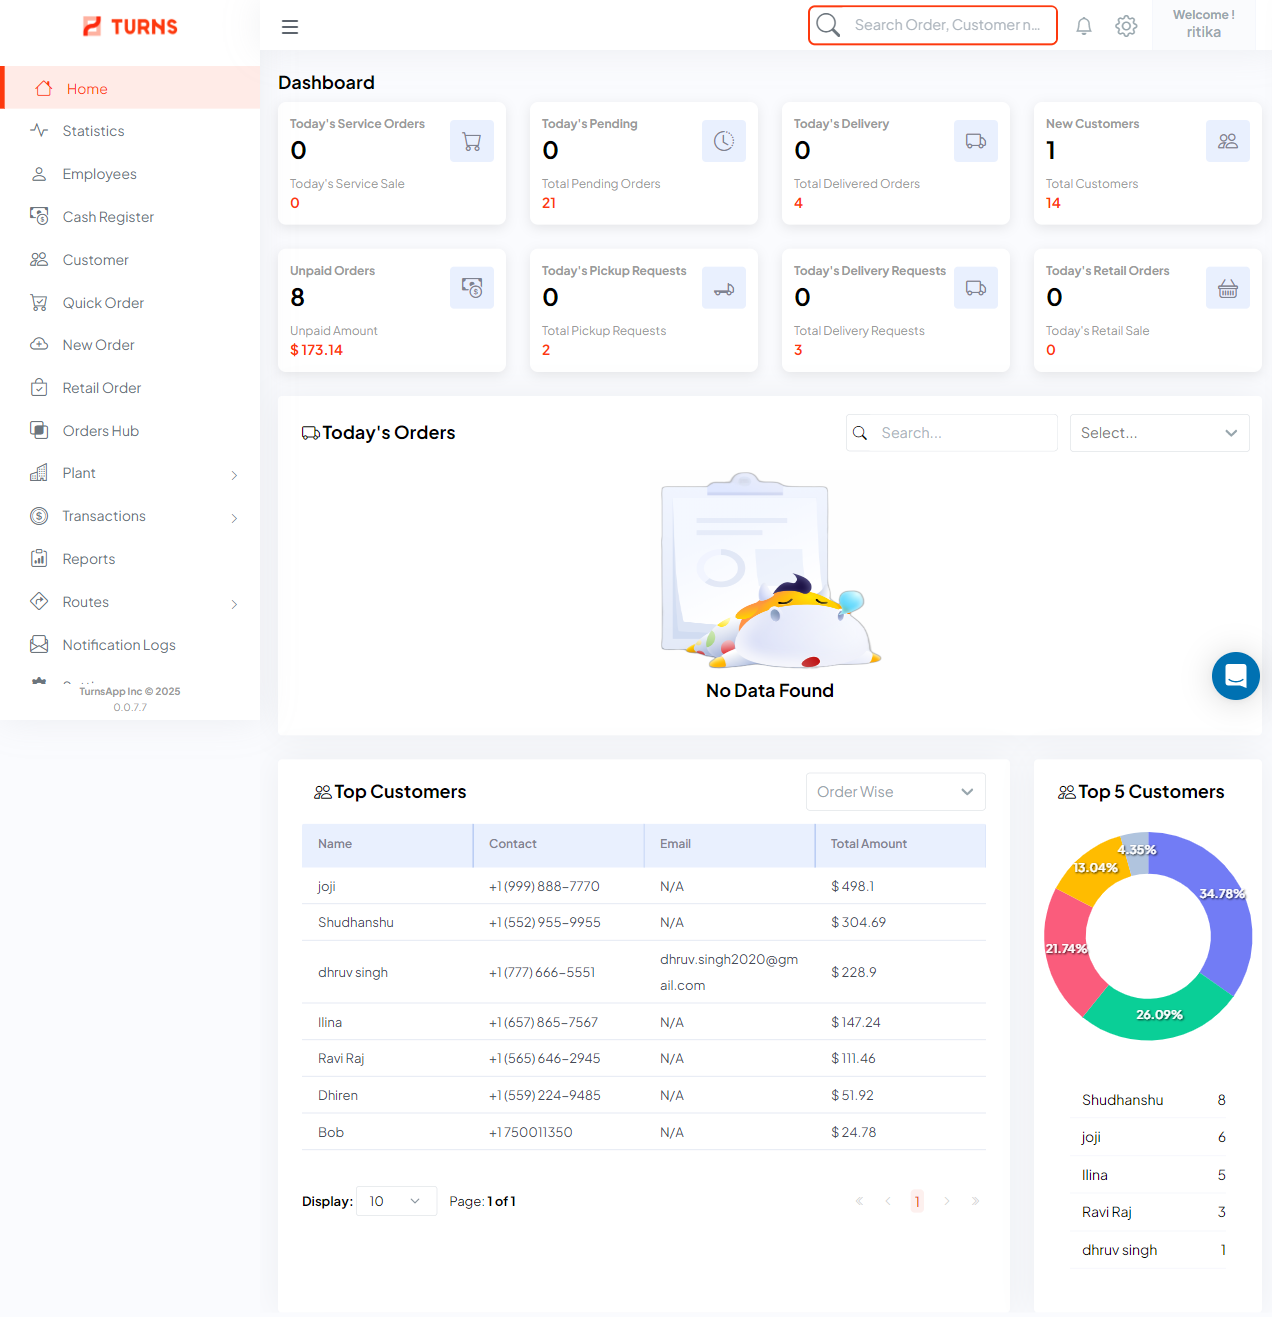 TURNS
Search Order, Customer n...
Welcome !
ritika
Home
Statistics
Employees
Cash Register
Customer
Quick Order
New Order
Retail Order
Orders Hub
Plant
Transactions
Reports
Routes
Notification Logs
TurnsApp Inc © 2025
0.0.7.7
Dashboard
Today's Service Orders
0
Today's Service Sale
0
Today's Pending
0
Total Pending Orders
21
Today's Delivery
0
Total Delivered Orders
4
New Customers
1
Total Customers
14
Unpaid Orders
8
Unpaid Amount
$ 173.14
Today's Pickup Requests
0
Total Pickup Requests
2
Today's Delivery Requests
0
Total Delivery Requests
3
Today's Retail Orders
0
Today's Retail Sale
0
Today's Orders
Search...
Select...
No Data Found
Top Customers
Order Wise
Name Contact Email Total Amount
joji +1 (999) 888-7770 N/A $ 498.1
Shudhanshu +1 (552) 955-9955 N/A $ 304.69
dhruv singh +1 (777) 666-5551 dhruv.singh2020@gm $ 228.9
ail.com
Ilina +1 (657) 865-7567 N/A $ 147.24
Ravi Raj +1 (565) 646-2945 N/A $ 111.46
Dhiren +1 (559) 224-9485 N/A $ 51.92
Bob +1 750011350 N/A $ 24.78
Display: 10 Page: 1 of 1
1
Top 5 Customers
4.35%
13.04%
34.78%
21.74%
26.09%
Shudhanshu 8
joji 6
Ilina 5
Ravi Raj 3
dhruv singh 1